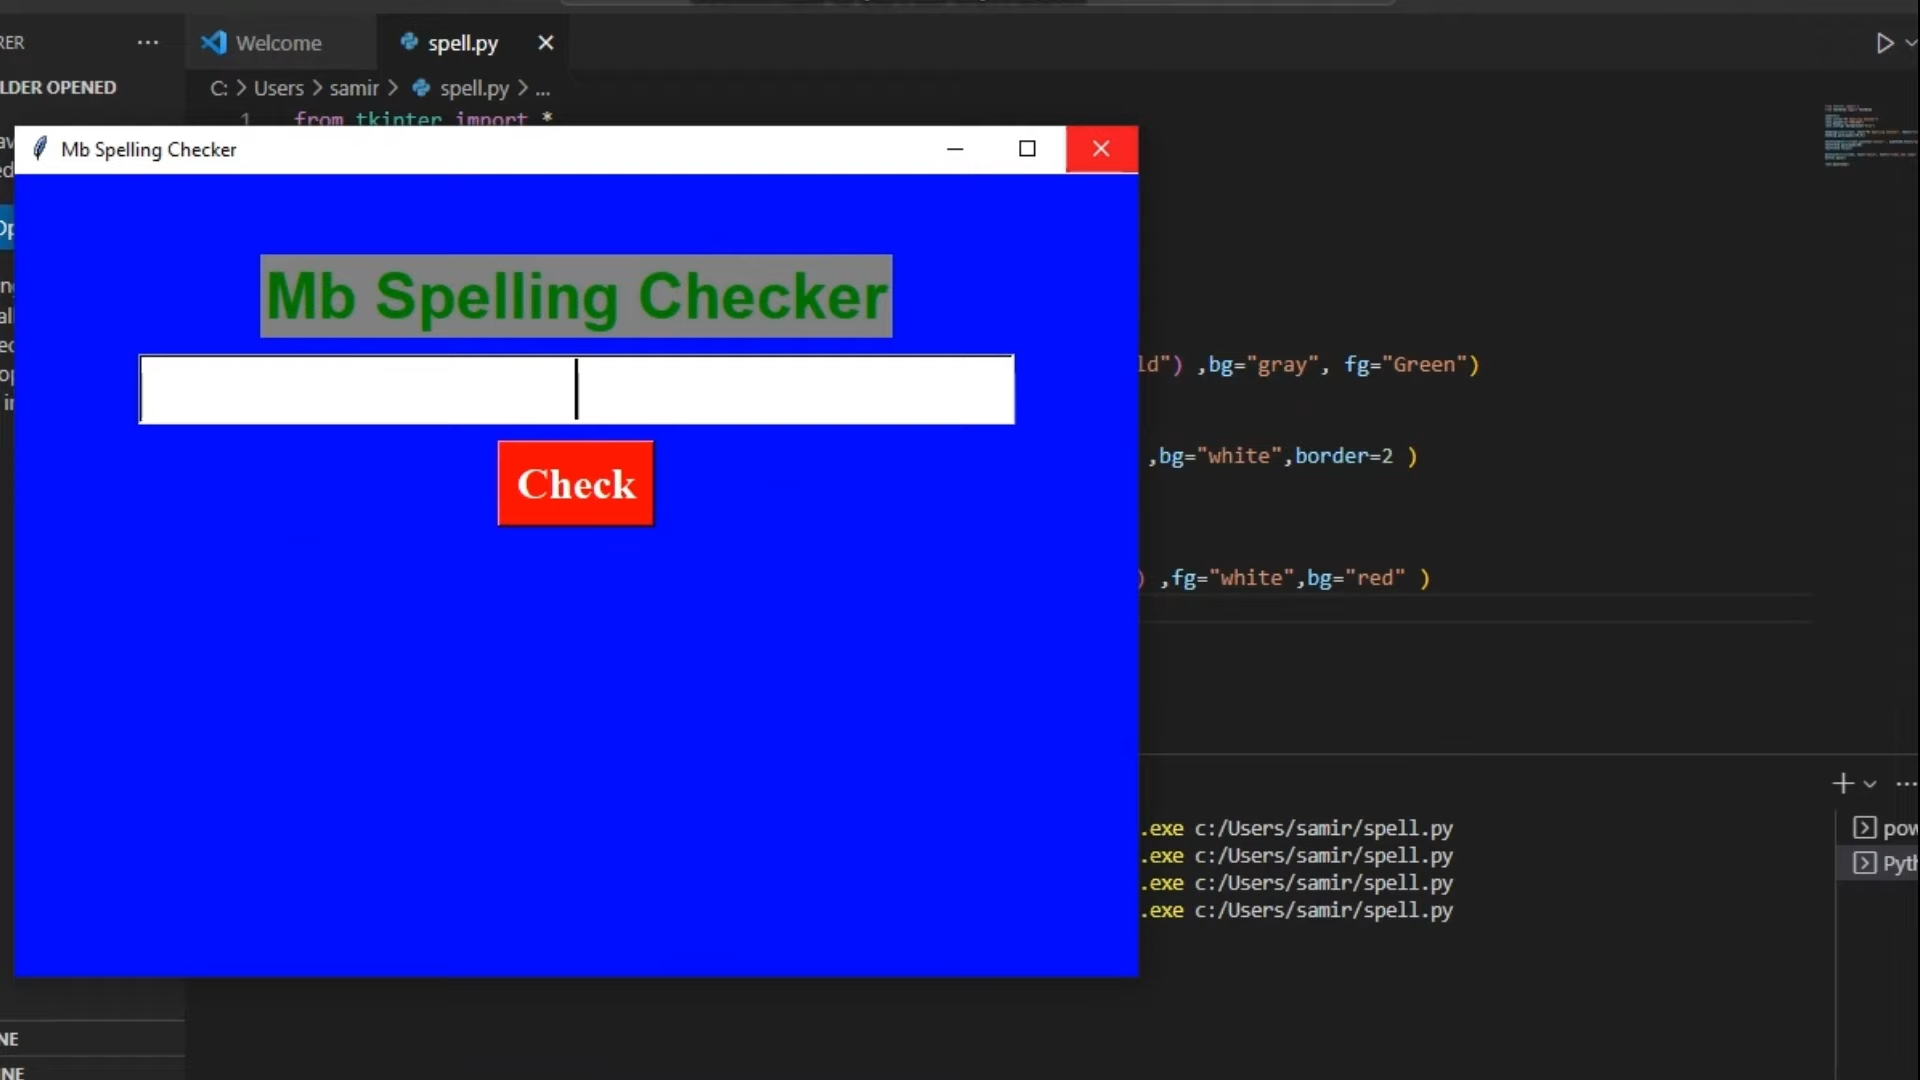 Welcome
spell.py
LDER OPENED
C: > Users > samir > spell.py > ...
1 from tkinter import *
Mb Spelling Checker
Mb Spelling Checker
ld") ,bg="gray", fg="Green")
,bg="white",border=2 )
Check
) ,fg="white",bg="red" )
.exe c:/Users/samir/spell.py
.exe c:/Users/samir/spell.py
.exe c:/Users/samir/spell.py
.exe c:/Users/samir/spell.py
pow
Pyth
NE
NE